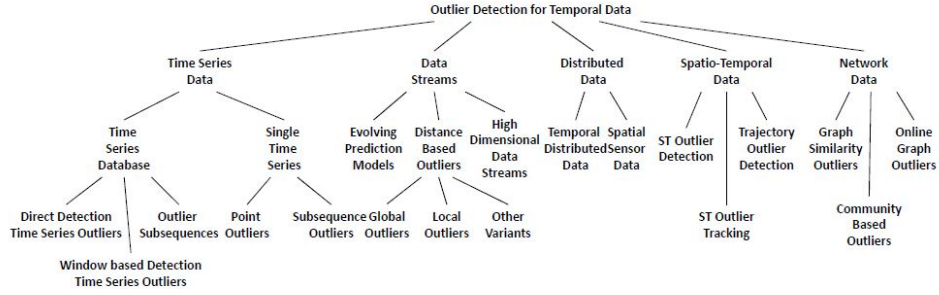 Outlier Detection for Temporal Data
Time Series
Data
Data
Streams
Distributed
Data
Spatio-Temporal
Data
Network
Data
Time
Series
Database
Single
Time
Series
Evolving
Prediction
Models
Distance
Based
Outliers
High
Dimensional
Data
Streams
Temporal
Distributed
Data
Spatial
Sensor
Data
ST Outlier
Detection
Trajectory
Outlier
Detection
Graph
Similarity
Outliers
Online
Graph
Outliers
Direct Detection
Time Series Outliers
Window based Detection
Time Series Outliers
Outlier
Subsequences
Point
Outliers
Subsequence
Outliers
Global
Outliers
Local
Outliers
Other
Variants
ST Outlier
Tracking
Community
Based
Outliers